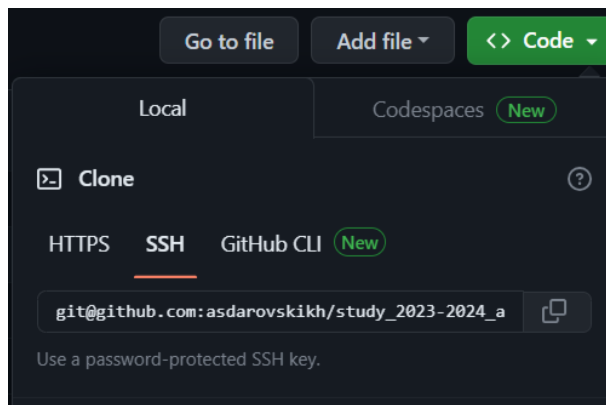 Go to file Add file <> Code
Local Codespaces New
Clone
HTTPS SSH GitHub CLI New
git@github.com:asdarovskikh/study_2023-2024_a
Use a password-protected SSH key.